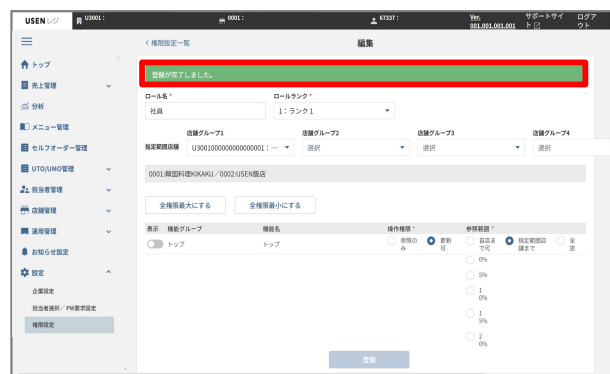 USEN レジ U3001： 0001： 67337： Ver. 001.001.001.001 サポートサイト ログアウト
< 権限設定一覧 編集
トップ
売上管理
分析
メニュー管理
セルフオーダー管理
UTO/UMO管理
担当者管理
店舗管理
運用管理
お知らせ設定
設定
企業設定
担当者選択／PW要求設定
権限設定
登録が完了しました。
ロール名 * ロールランク *
社員 1：ランク1
店舗グループ1 店舗グループ2 店舗グループ3 店舗グループ4
指定範囲店舗 U3001000000000000001：… 選択 選択 選択
0001:韓国料理KIKAKU／0002:USEN飯店
全権限最大にする 全権限最小にする
表示 機能グループ 機能名 操作権限 * 参照範囲 *
トップ トップ 参照のみ 更新可 自店まで可 指定範囲店舗まで 全店
0%
5%
10%
15%
20%
登録